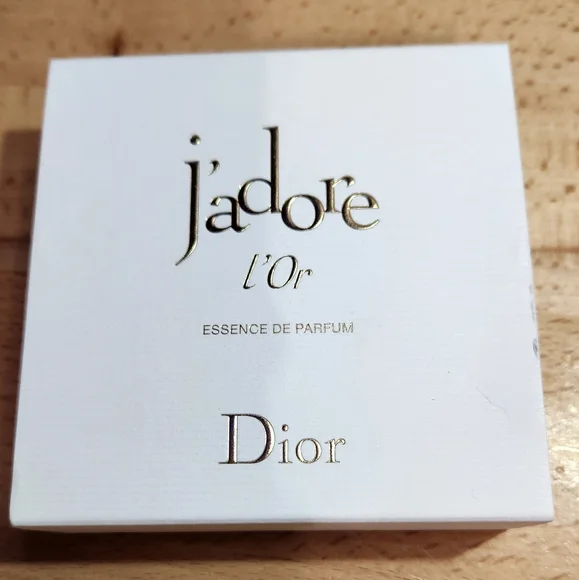 j'adore
l'Or
ESSENCE DE PARFUM
Dior